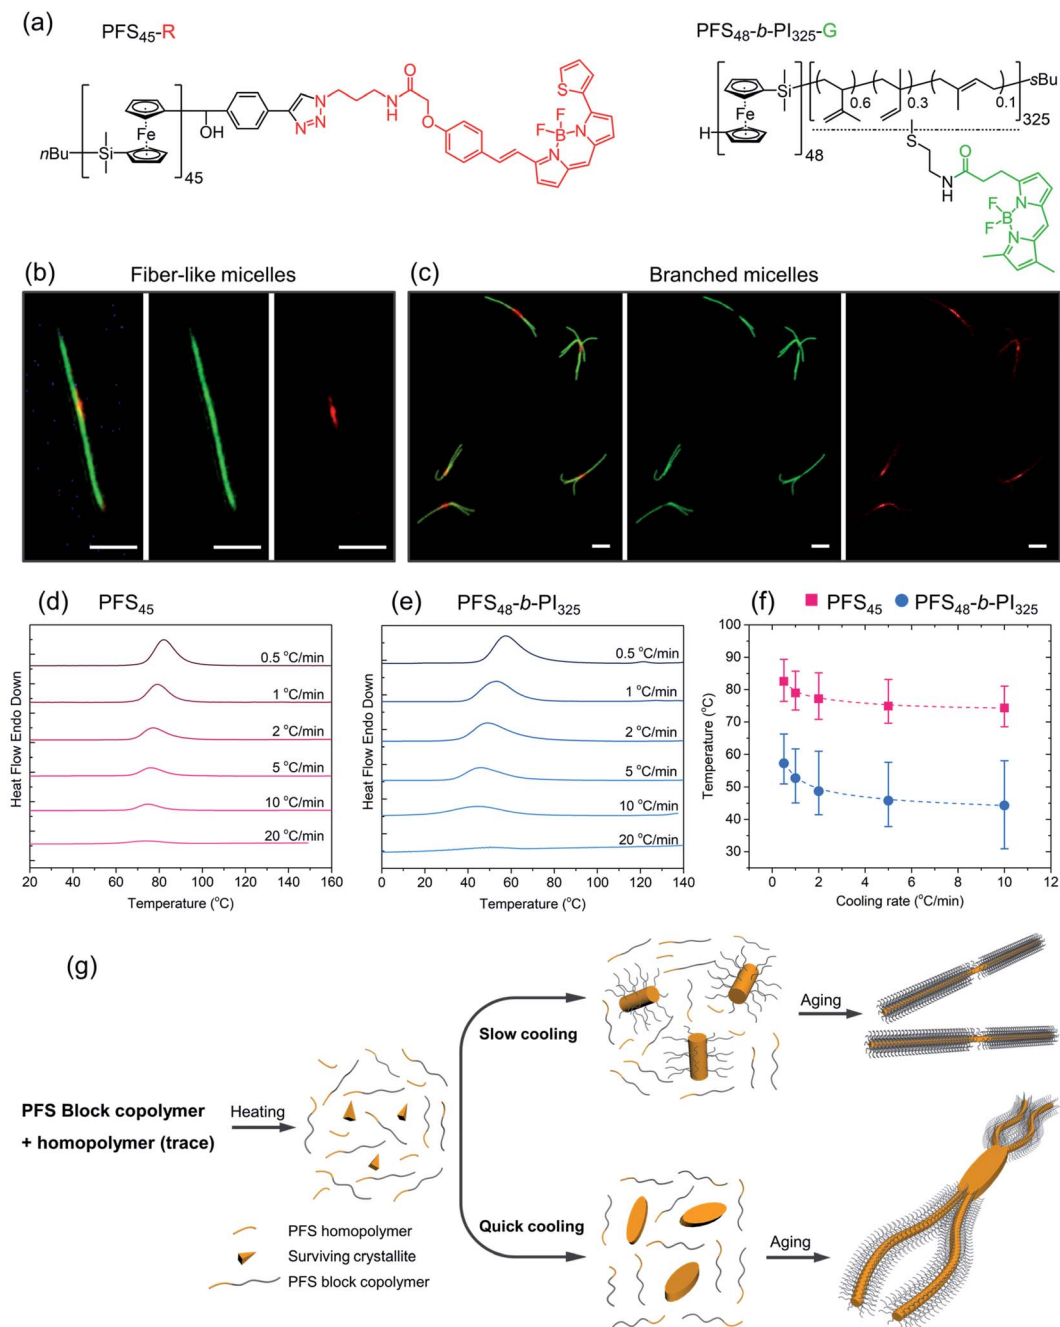 (a)
PFS45-R
PFS48-b-PI325-G
Fe
Si
nBu
45
OH
N
N
N
N
H
O
O
S
F
F
B
N
N
H
Fe
Si
48
0.6
0.3
0.1
325
sBu
S
N
H
O
F
F
B
N
N
(b)
Fiber-like micelles
(c)
Branched micelles
(d)
PFS45
Heat Flow Endo Down
0.5 °C/min
1 °C/min
2 °C/min
5 °C/min
10 °C/min
20 °C/min
20 40 60 80 100 120 140 160
Temperature (°C)
(e)
PFS48-b-PI325
Heat Flow Endo Down
0.5 °C/min
1 °C/min
2 °C/min
5 °C/min
10 °C/min
20 °C/min
0 20 40 60 80 100 120 140
Temperature (°C)
(f)
PFS45
PFS48-b-PI325
Temperature (°C)
100
90
80
70
60
50
40
30
0 2 4 6 8 10 12
Cooling rate (°C/min)
(g)
PFS Block copolymer
+ homopolymer (trace)
Heating
Slow cooling
Aging
Quick cooling
Aging
PFS homopolymer
Surviving crystallite
PFS block copolymer